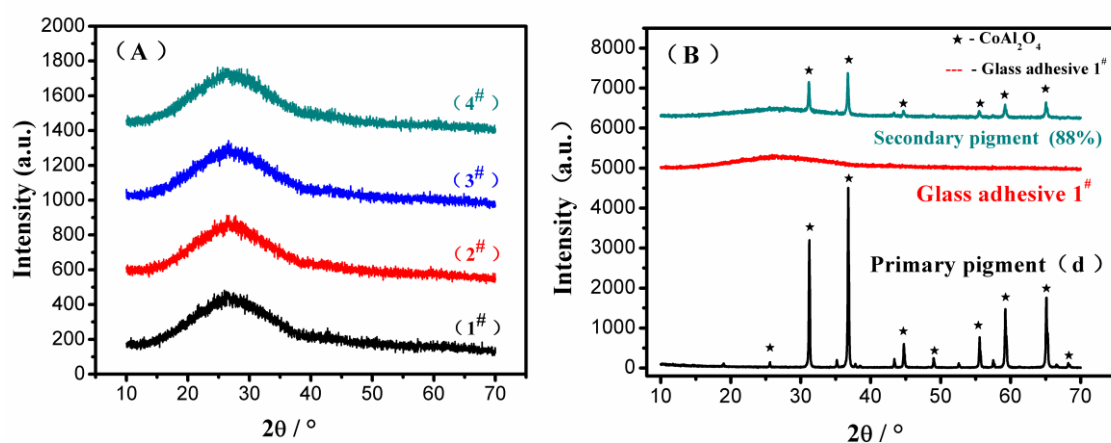 (A)
2000
1800
1600
1400
1200
1000
800
600
400
200
0
Intensity (a.u.)
(4#)
(3#)
(2#)
(1#)
10 20 30 40 50 60 70
2θ / °
(B)
★ - CoAl₂O₄
--- - Glass adhesive 1#
8000
7000
6000
5000
4000
3000
2000
1000
0
Intensity (a.u.)
Secondary pigment (88%)
Glass adhesive 1#
Primary pigment (d)
10 20 30 40 50 60 70
2θ / °